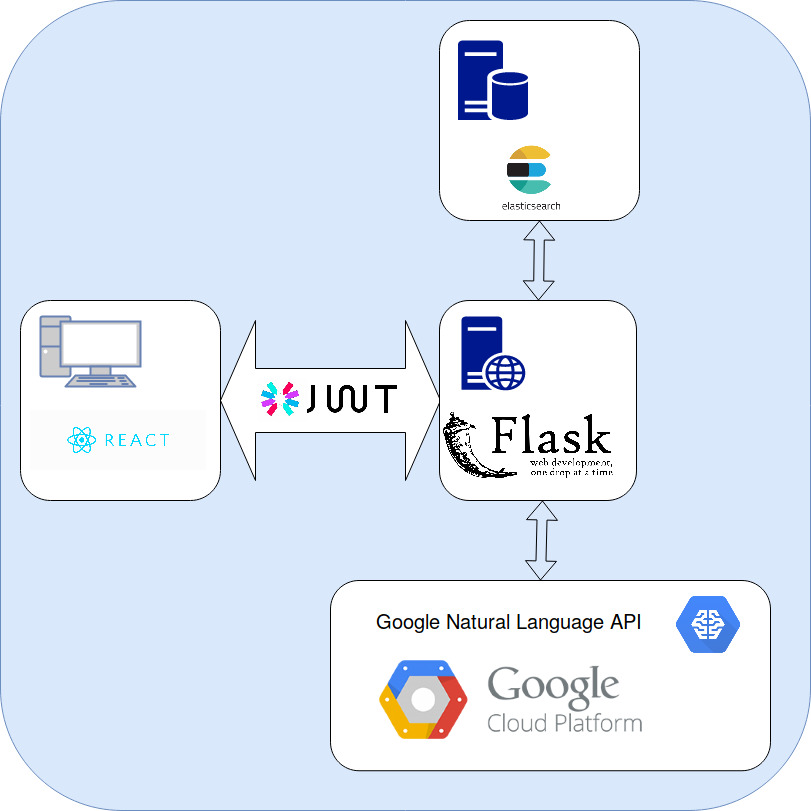 elasticsearch
REACT
JWT
Flask
web development,
one drop at a time
Google Natural Language API
Google
Cloud Platform